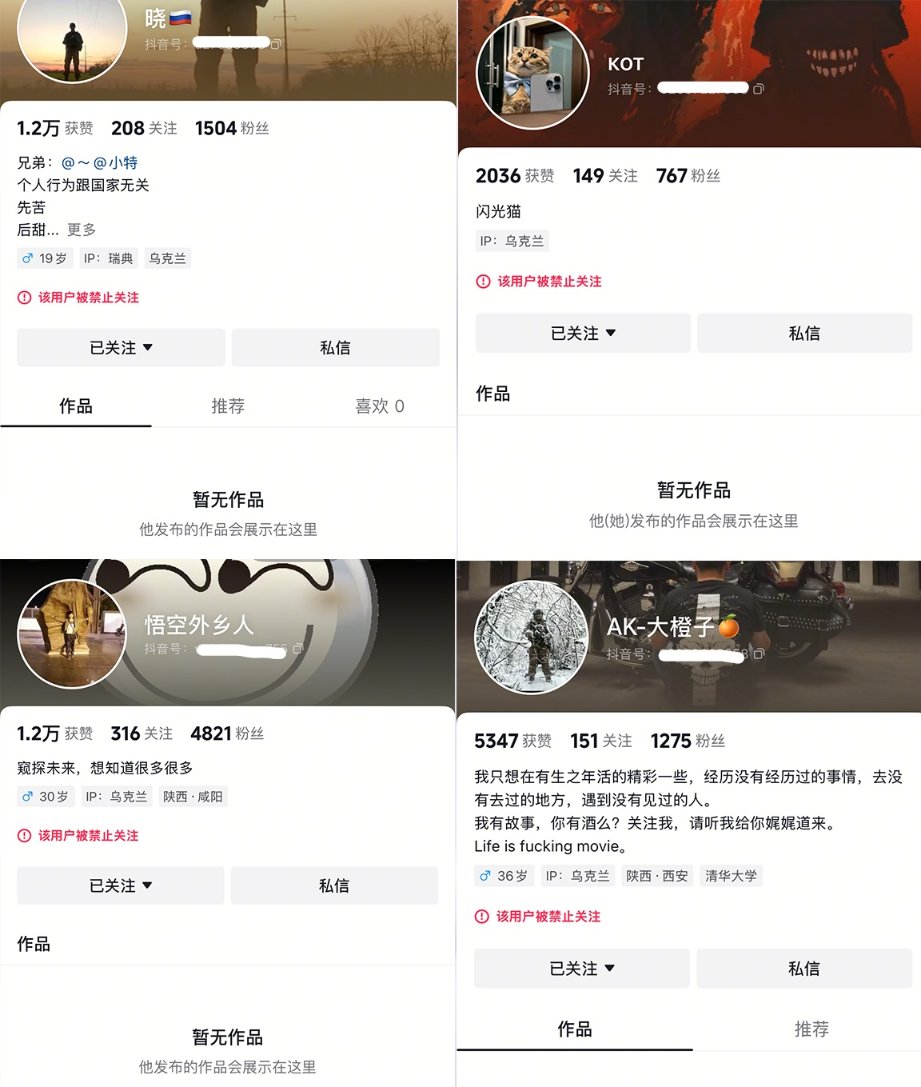 晓🇷🇺
抖音号：
1.2万 获赞 208 关注 1504 粉丝
兄弟：@～@小特
个人行为跟国家无关
先苦
后甜... 更多
♂ 19岁 IP：瑞典 乌克兰
该用户被禁止关注
已关注 私信
作品 推荐 喜欢 0
暂无作品
他发布的作品会展示在这里
KOT
抖音号：
2036 获赞 149 关注 767 粉丝
闪光猫
IP：乌克兰
该用户被禁止关注
已关注 私信
作品
暂无作品
他(她)发布的作品会展示在这里
悟空外乡人
抖音号：
1.2万 获赞 316 关注 4821 粉丝
窥探未来，想知道很多很多
♂ 30岁 IP：乌克兰 陕西·咸阳
该用户被禁止关注
已关注 私信
作品
暂无作品
他发布的作品会展示在这里
AK-大橙子🍊
抖音号：
5347 获赞 151 关注 1275 粉丝
我只想在有生之年活的精彩一些，经历没有经历过的事情，去没
有去过的地方，遇到没有见过的人。
我有故事，你有酒么？关注我，请听我给你娓娓道来。
Life is fucking movie。
♂ 36岁 IP：乌克兰 陕西·西安 清华大学
该用户被禁止关注
已关注 私信
作品 推荐